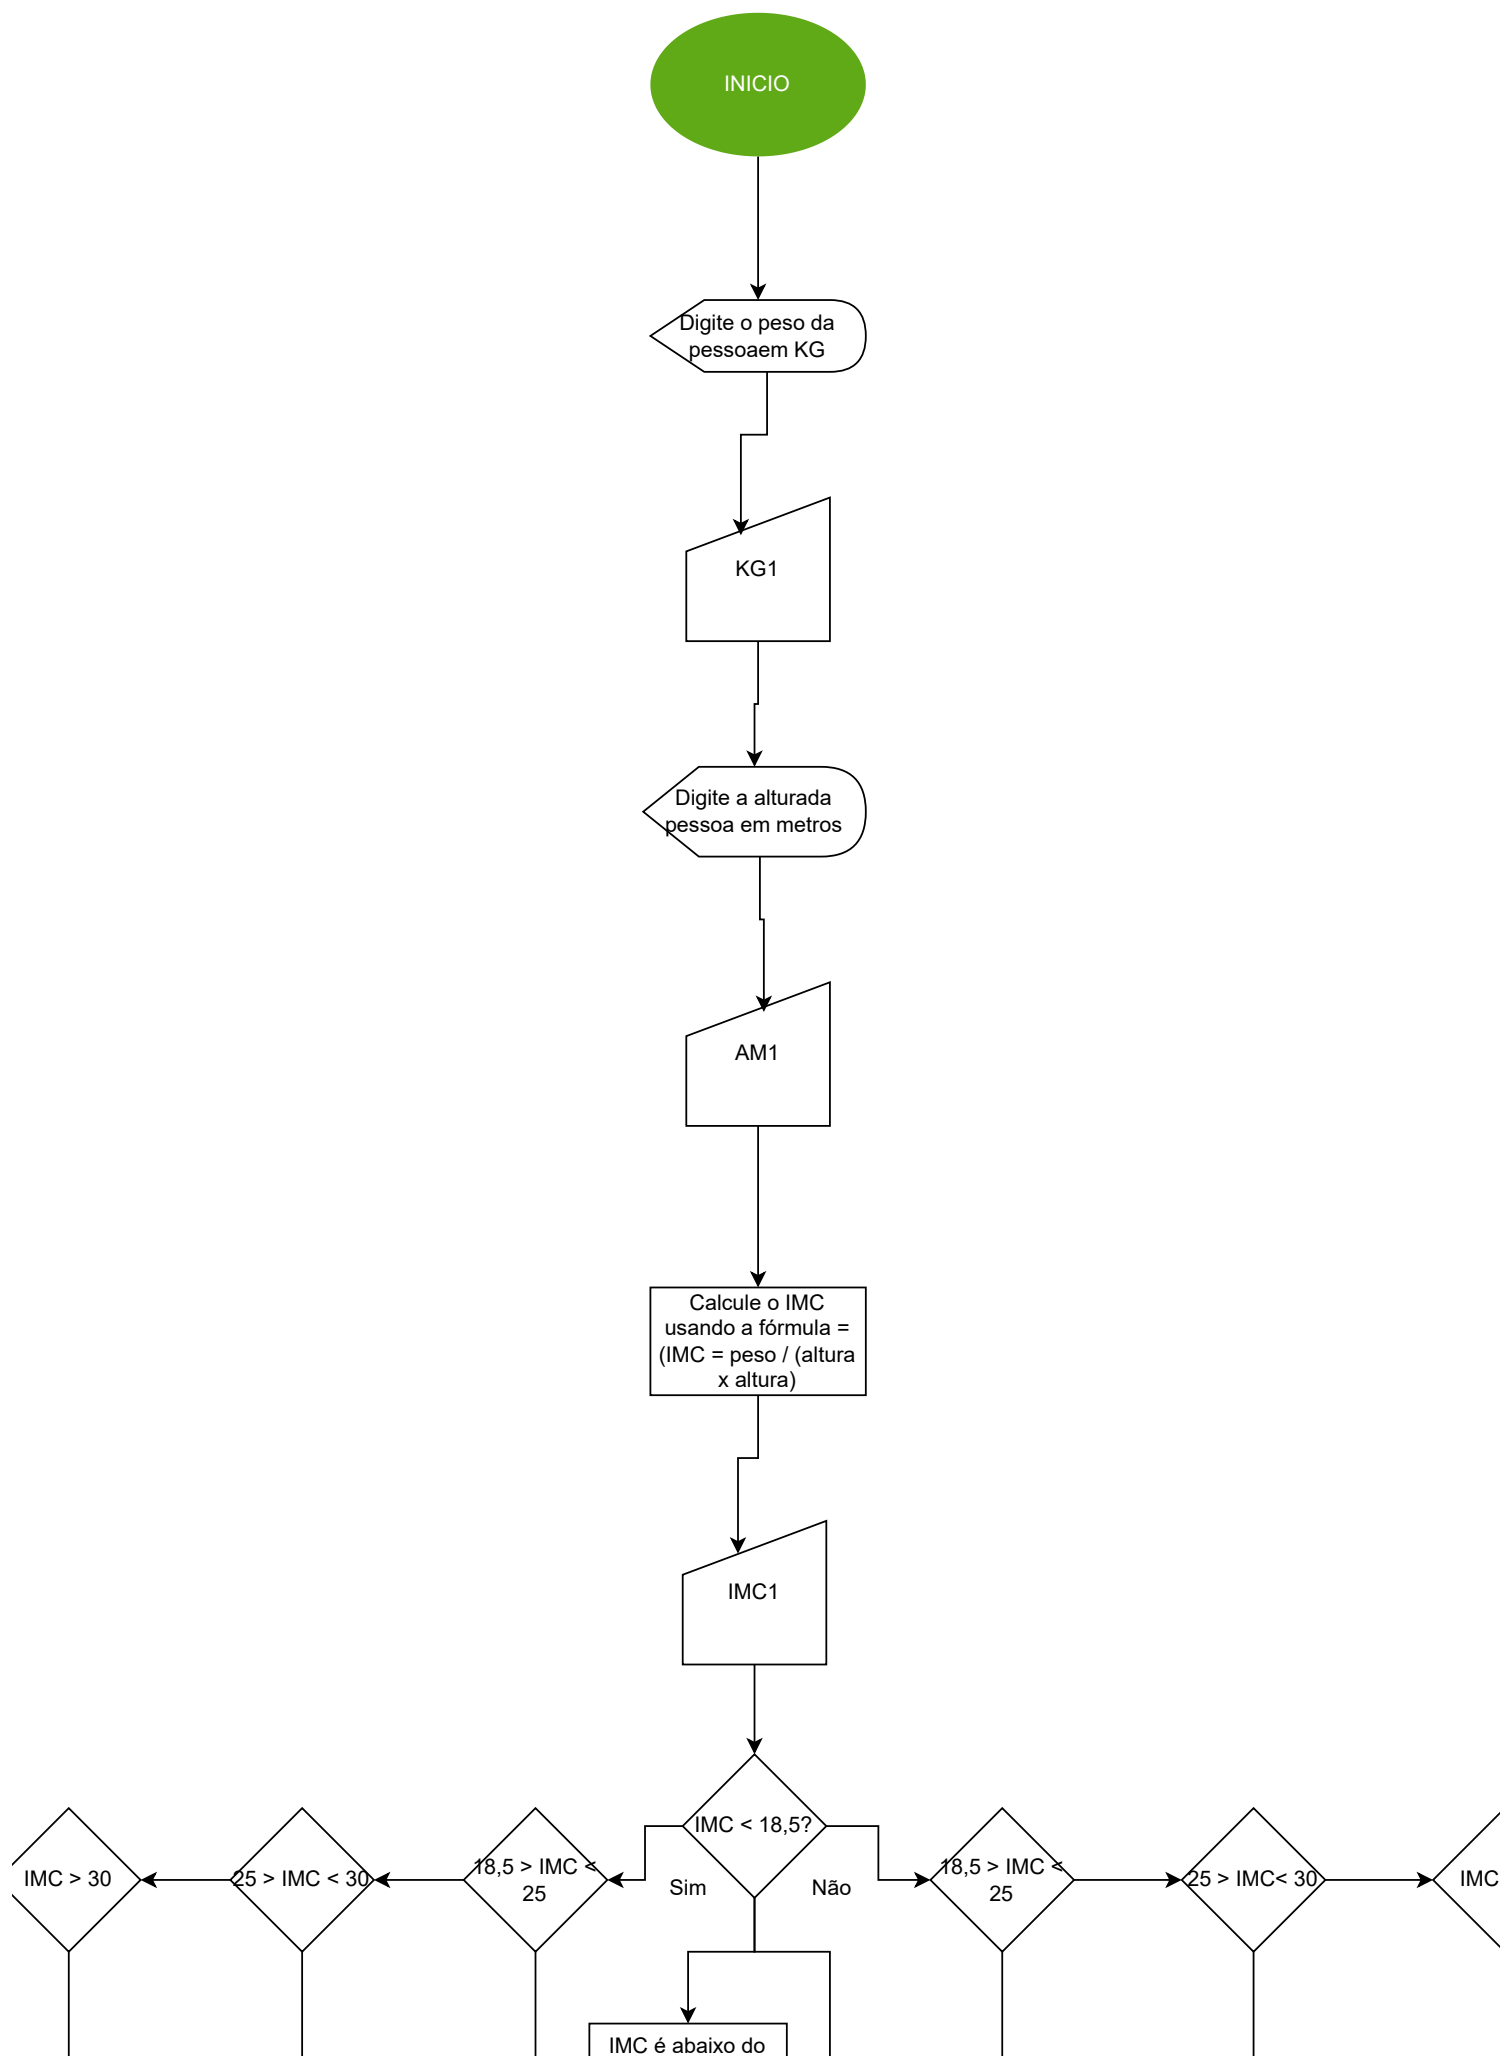 INICIO
Digite o peso da
pessoaem KG
KG1
Digite a alturada
pessoa em metros
AM1
Calcule o IMC
usando a fórmula =
(IMC = peso / (altura
x altura)
IMC1
IMC < 18,5?
Sim
Não
IMC > 30
25 > IMC < 30
18,5 > IMC <
25
18,5 > IMC <
25
25 > IMC< 30
IMC
IMC é abaixo do